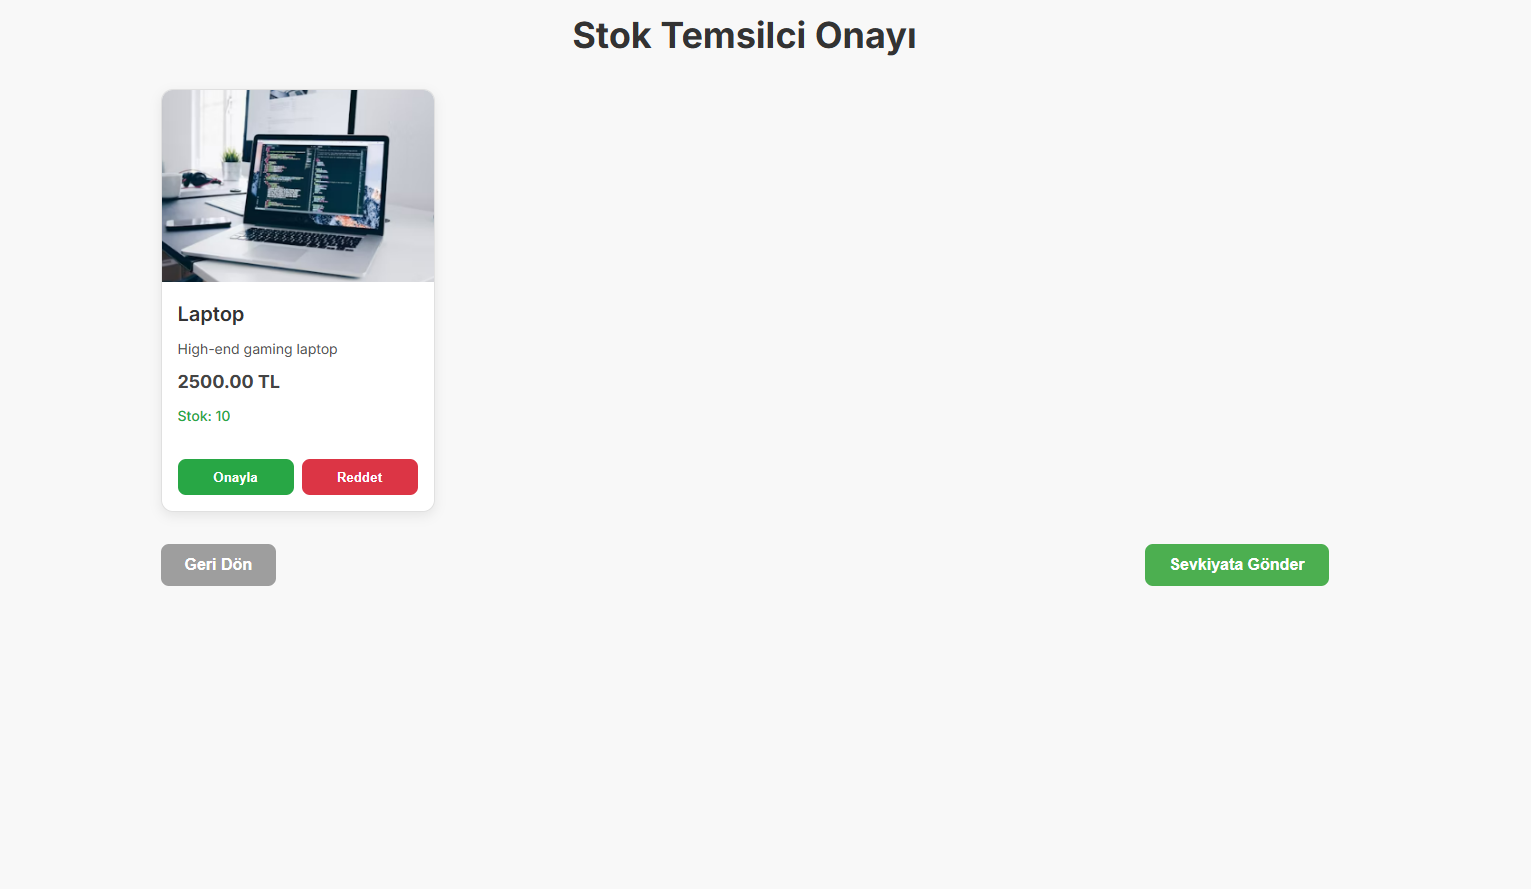 Stok Temsilci Onayı
Laptop
High-end gaming laptop
2500.00 TL
Stok: 10
Onayla
Reddet
Geri Dön
Sevkiyata Gönder